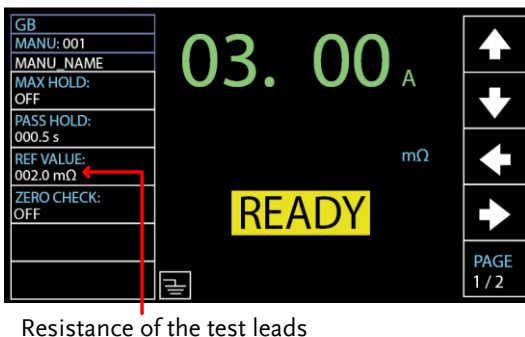 GB
MANU: 001
MANU_NAME
MAX HOLD:
OFF
PASS HOLD:
000.5 s
REF VALUE:
002.0 mΩ
ZERO CHECK:
OFF
03. 00 A
mΩ
READY
PAGE
1 / 2
Resistance of the test leads